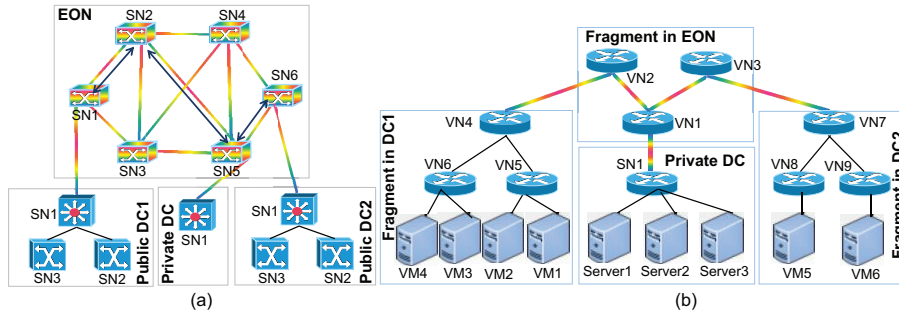 EON
SN2
SN4
SN6
SN1
SN3
SN5
SN1
SN3
SN2
Public DC1
Private DC
SN1
SN1
SN3
SN2
Public DC2
(a)
Fragment in EON
VN2
VN3
VN1
Fragment in DC1
VN4
VN6
VN5
VM4
VM3
VM2
VM1
SN1
Private DC
Server1
Server2
Server3
VN7
VN8
VN9
VM5
VM6
Fragment in DC2
(b)